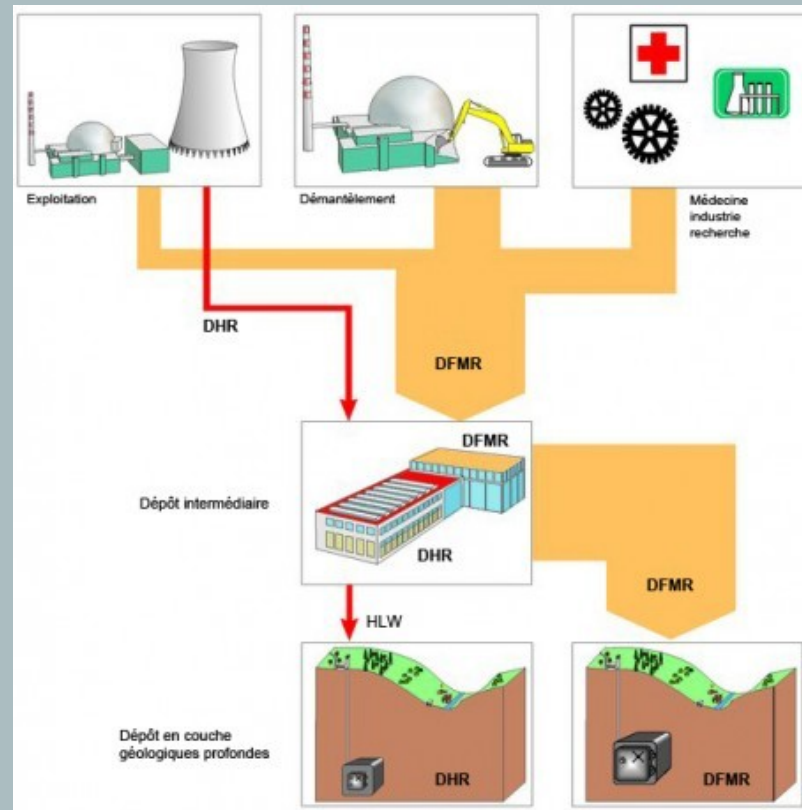 Exploitation
Démantèlement
Médecine
industrie
recherche
DHR
DFMR
DFMR
Dépôt intermédiaire
DHR
DFMR
HLW
Dépôt en couche
géologiques profondes
DHR
DFMR